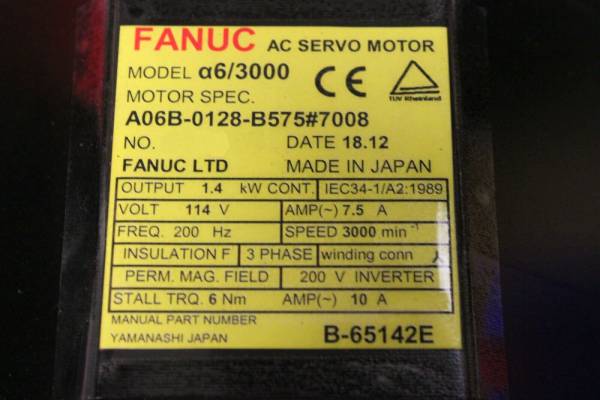 FANUC AC SERVO MOTOR
MODEL α6/3000
CE
TUV Rheinland
MOTOR SPEC.
A06B-0128-B575#7008
NO. DATE 18.12
FANUC LTD MADE IN JAPAN
OUTPUT 1.4 kW CONT. IEC34-1/A2:1989
VOLT 114 V AMP(~) 7.5 A
FREQ. 200 Hz SPEED 3000 min⁻¹
INSULATION F 3 PHASE winding conn
PERM. MAG. FIELD 200 V INVERTER
STALL TRQ. 6 Nm AMP(~) 10 A
MANUAL PART NUMBER
YAMANASHI JAPAN B-65142E